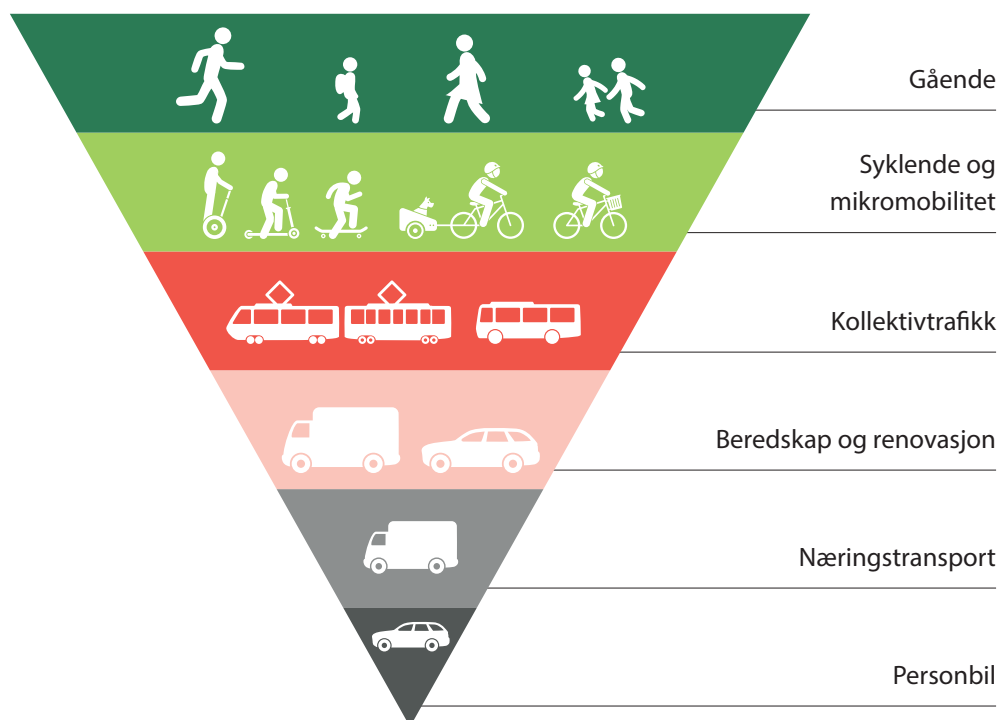 Gående
Syklende og
mikromobilitet
Kollektivtrafikk
Beredskap og renovasjon
Næringstransport
Personbil